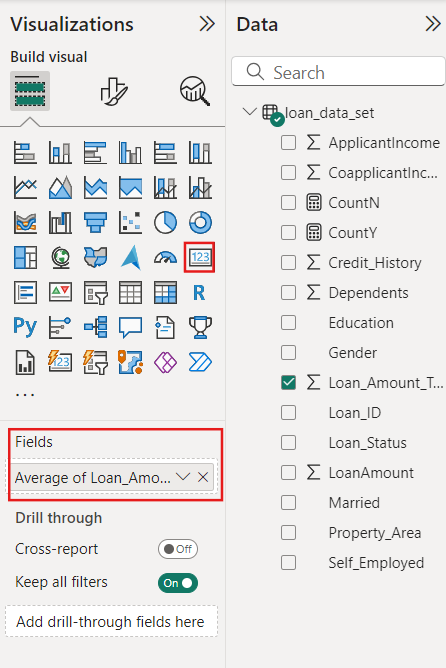 Visualizations
Build visual
123
R
Py
123
...
Fields
Average of Loan_Amo...
Drill through
Cross-report
Off
Keep all filters
On
Add drill-through fields here
Data
Search
loan_data_set
ApplicantIncome
CoapplicantInc...
CountN
CountY
Credit_History
Dependents
Education
Gender
Loan_Amount_T...
Loan_ID
Loan_Status
LoanAmount
Married
Property_Area
Self_Employed